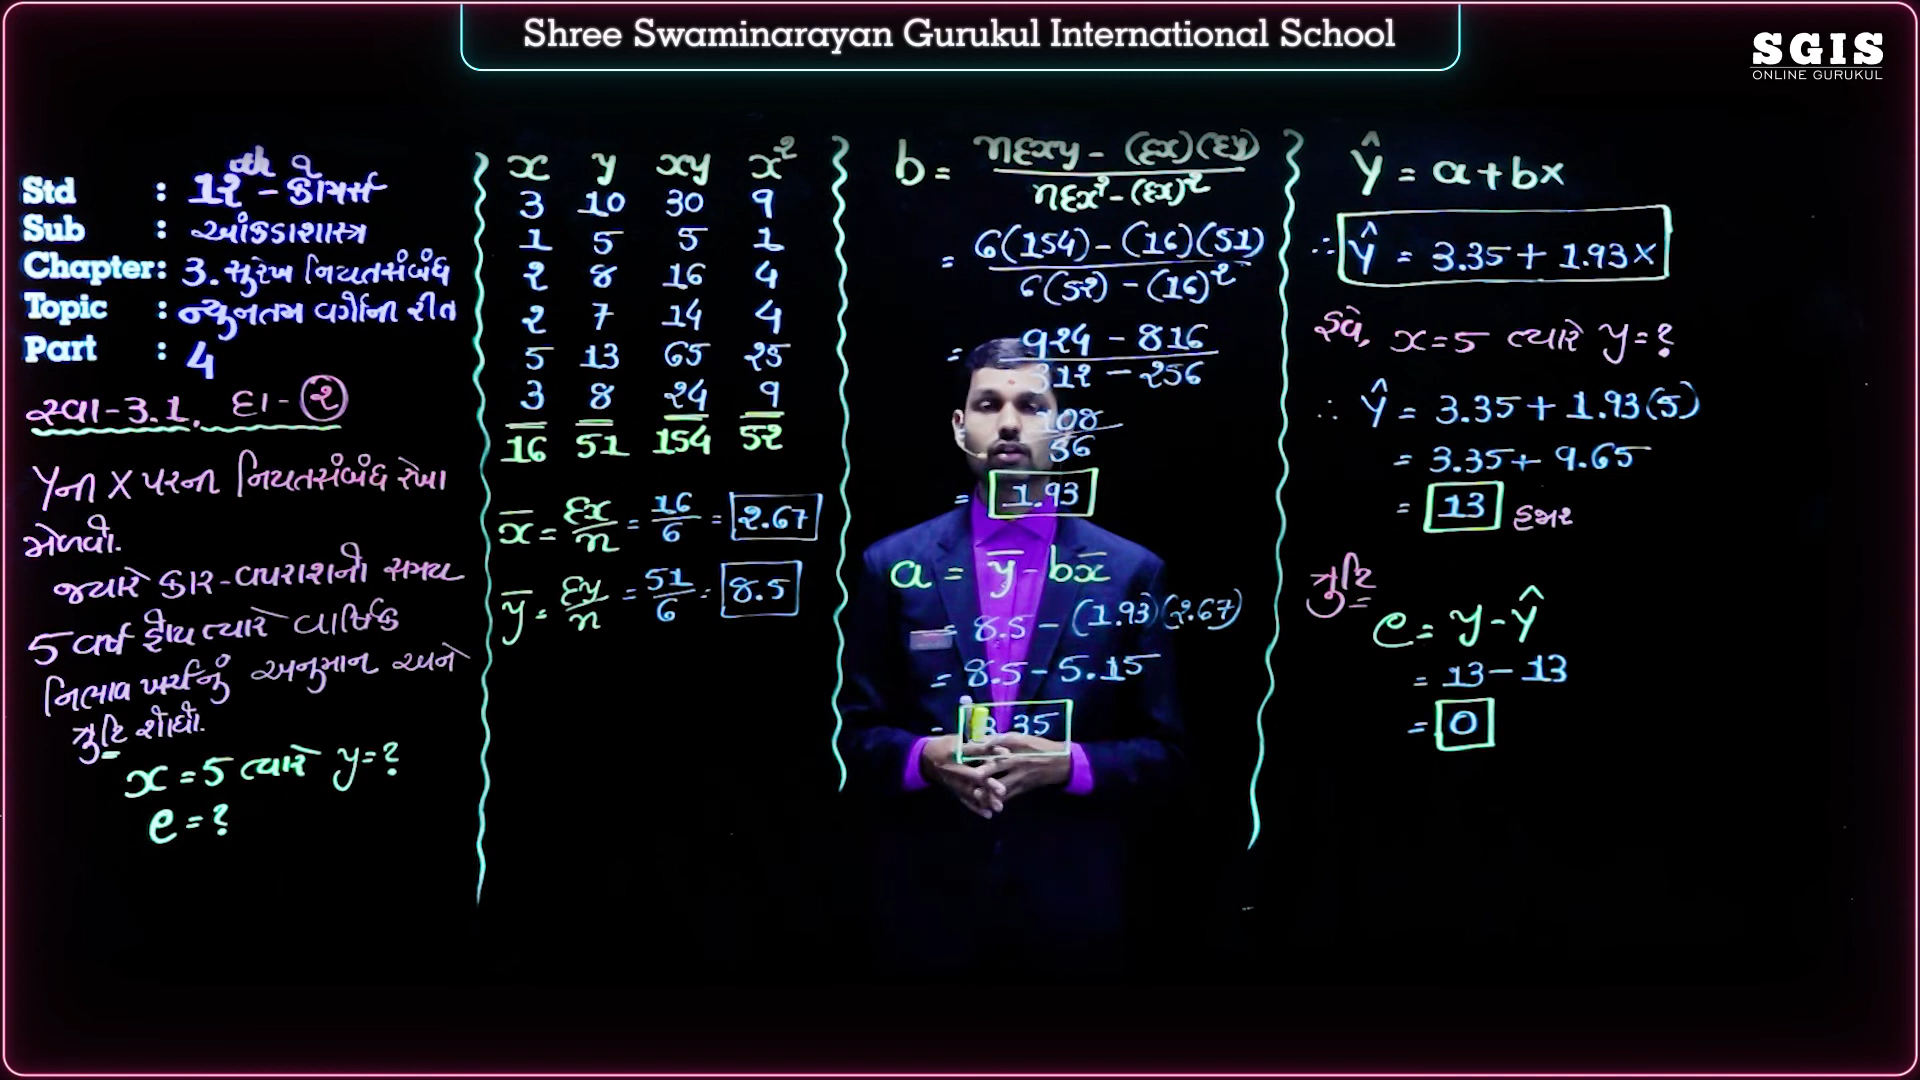 Shree Swaminarayan Gurukul International School
SGIS
ONLINE GURUKUL
Std : 12th - કોમર્સ
Sub : આંકડાશાસ્ત્ર
Chapter: 3. સુરેખ નિયતસંબંધ
Topic : ન્યુનતમ વર્ગોની રીત
Part : 4
સ્વા-3.1, દા-(૨)
Yની X પરની નિયતસંબંધ રેખા
મેળવો.
જ્યારે કાર-વપરાશનો સમય
5 વર્ષ હોય ત્યારે વાર્ષિક
નિભાવ ખર્ચનું અનુમાન અને
ત્રુટિ શોધો.
x = 5 ત્યારે y = ?
e = ?
x y xy x²
3 10 30 9
1 5 5 1
2 8 16 4
2 7 14 4
5 13 65 25
3 8 24 9
16 51 154 52
x̄ = Σx/n = 16/6 = 2.67
ȳ = Σy/n = 51/6 = 8.5
b = nΣxy - (Σx)(Σy) / nΣx² - (Σx)²
= 6(154) - (16)(51) / 6(52) - (16)²
= 924 - 816 / 312 - 256
108 / 56
= 1.93
a = ȳ - bx̄
= 8.5 - (1.93)(2.67)
= 8.5 - 5.15
= 3.35
Ŷ = a + bx
∴ Ŷ = 3.35 + 1.93x
હવે, x = 5 ત્યારે y = ?
∴ Ŷ = 3.35 + 1.93(5)
= 3.35 + 9.65
= 13 હજાર
ત્રુટિ
e = y - Ŷ
= 13 - 13
= 0